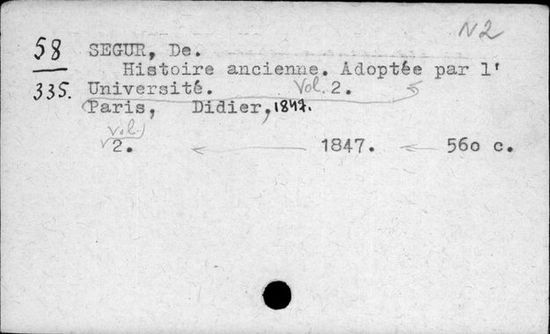 N2
58 SEGUR, De.
Histoire ancienne. Adoptée par l'
335. Université. Vol. 2.
(Paris, Didier, 1847.
Vol.
2. 1847. 560 c.